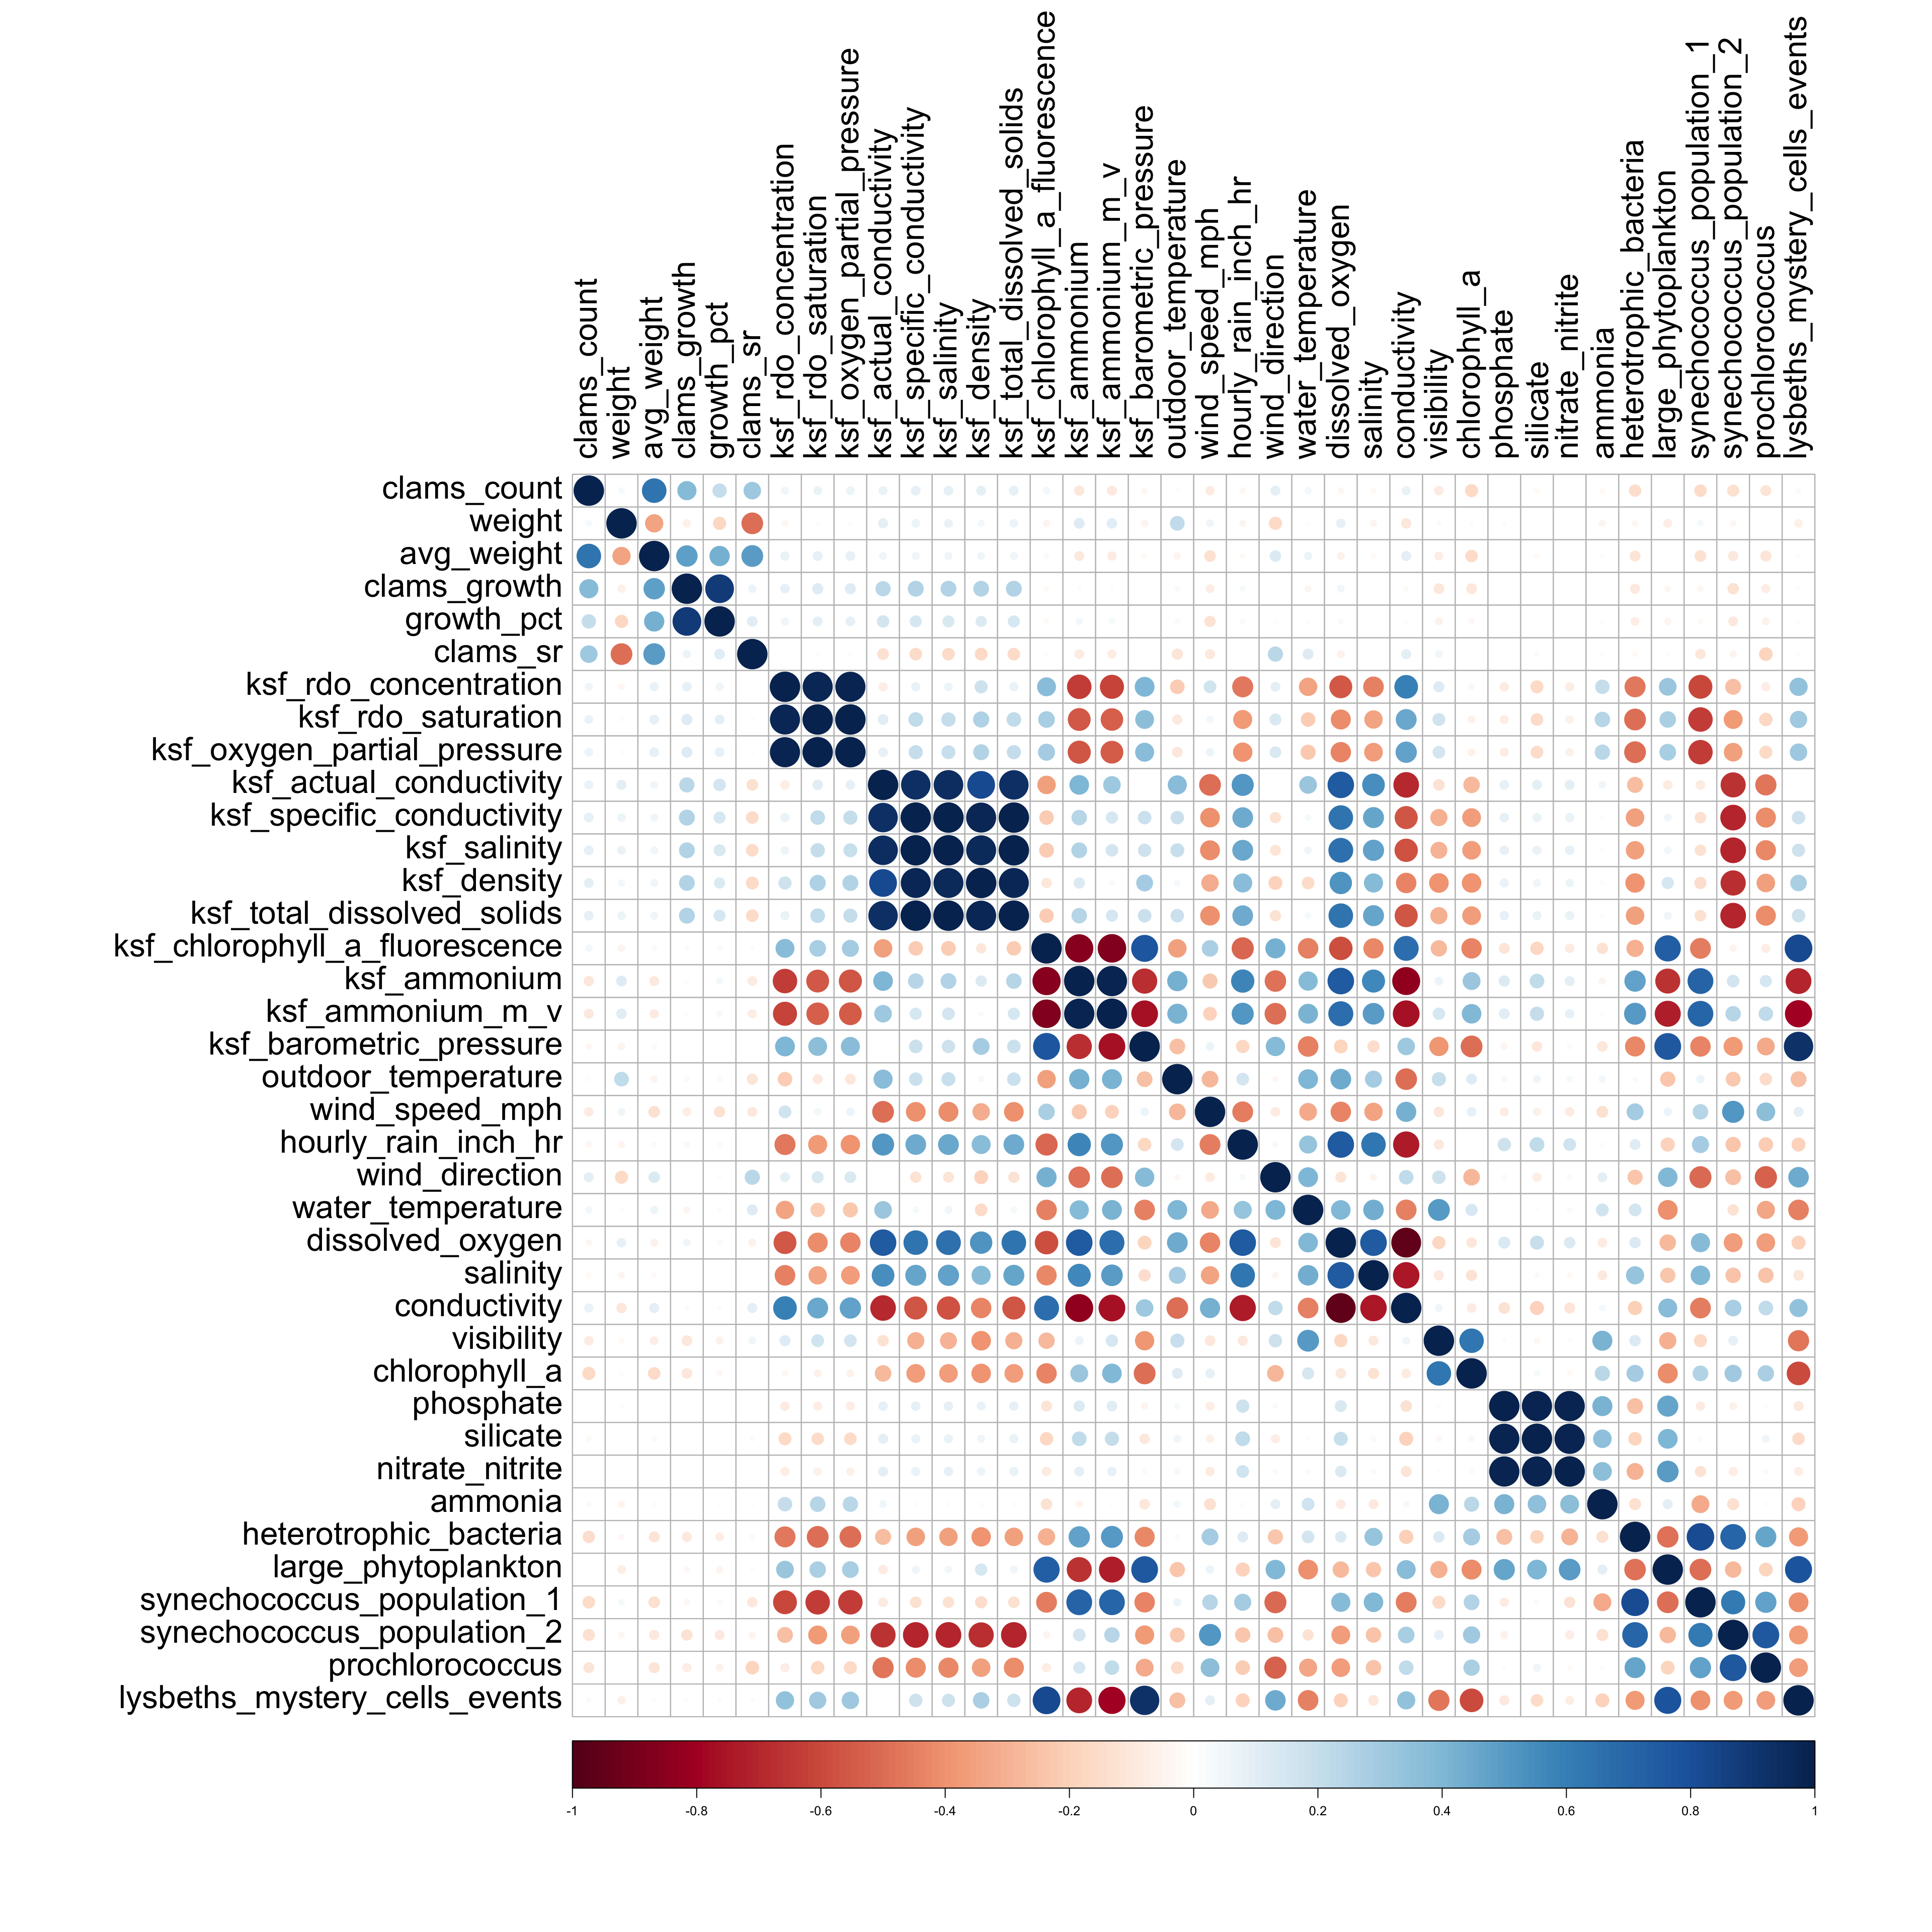 clams_count
weight
avg_weight
clams_growth
growth_pct
clams_sr
ksf_rdo_concentration
ksf_rdo_saturation
ksf_oxygen_partial_pressure
ksf_actual_conductivity
ksf_specific_conductivity
ksf_salinity
ksf_density
ksf_total_dissolved_solids
ksf_chlorophyll_a_fluorescence
ksf_ammonium
ksf_ammonium_m_v
ksf_barometric_pressure
outdoor_temperature
wind_speed_mph
hourly_rain_inch_hr
wind_direction
water_temperature
dissolved_oxygen
salinity
conductivity
visibility
chlorophyll_a
phosphate
silicate
nitrate_nitrite
ammonia
heterotrophic_bacteria
large_phytoplankton
synechococcus_population_1
synechococcus_population_2
prochlorococcus
lysbeths_mystery_cells_events
clams_count
weight
avg_weight
clams_growth
growth_pct
clams_sr
ksf_rdo_concentration
ksf_rdo_saturation
ksf_oxygen_partial_pressure
ksf_actual_conductivity
ksf_specific_conductivity
ksf_salinity
ksf_density
ksf_total_dissolved_solids
ksf_chlorophyll_a_fluorescence
ksf_ammonium
ksf_ammonium_m_v
ksf_barometric_pressure
outdoor_temperature
wind_speed_mph
hourly_rain_inch_hr
wind_direction
water_temperature
dissolved_oxygen
salinity
conductivity
visibility
chlorophyll_a
phosphate
silicate
nitrate_nitrite
ammonia
heterotrophic_bacteria
large_phytoplankton
synechococcus_population_1
synechococcus_population_2
prochlorococcus
lysbeths_mystery_cells_events
-1 -0.8 -0.6 -0.4 -0.2 0 0.2 0.4 0.6 0.8 1